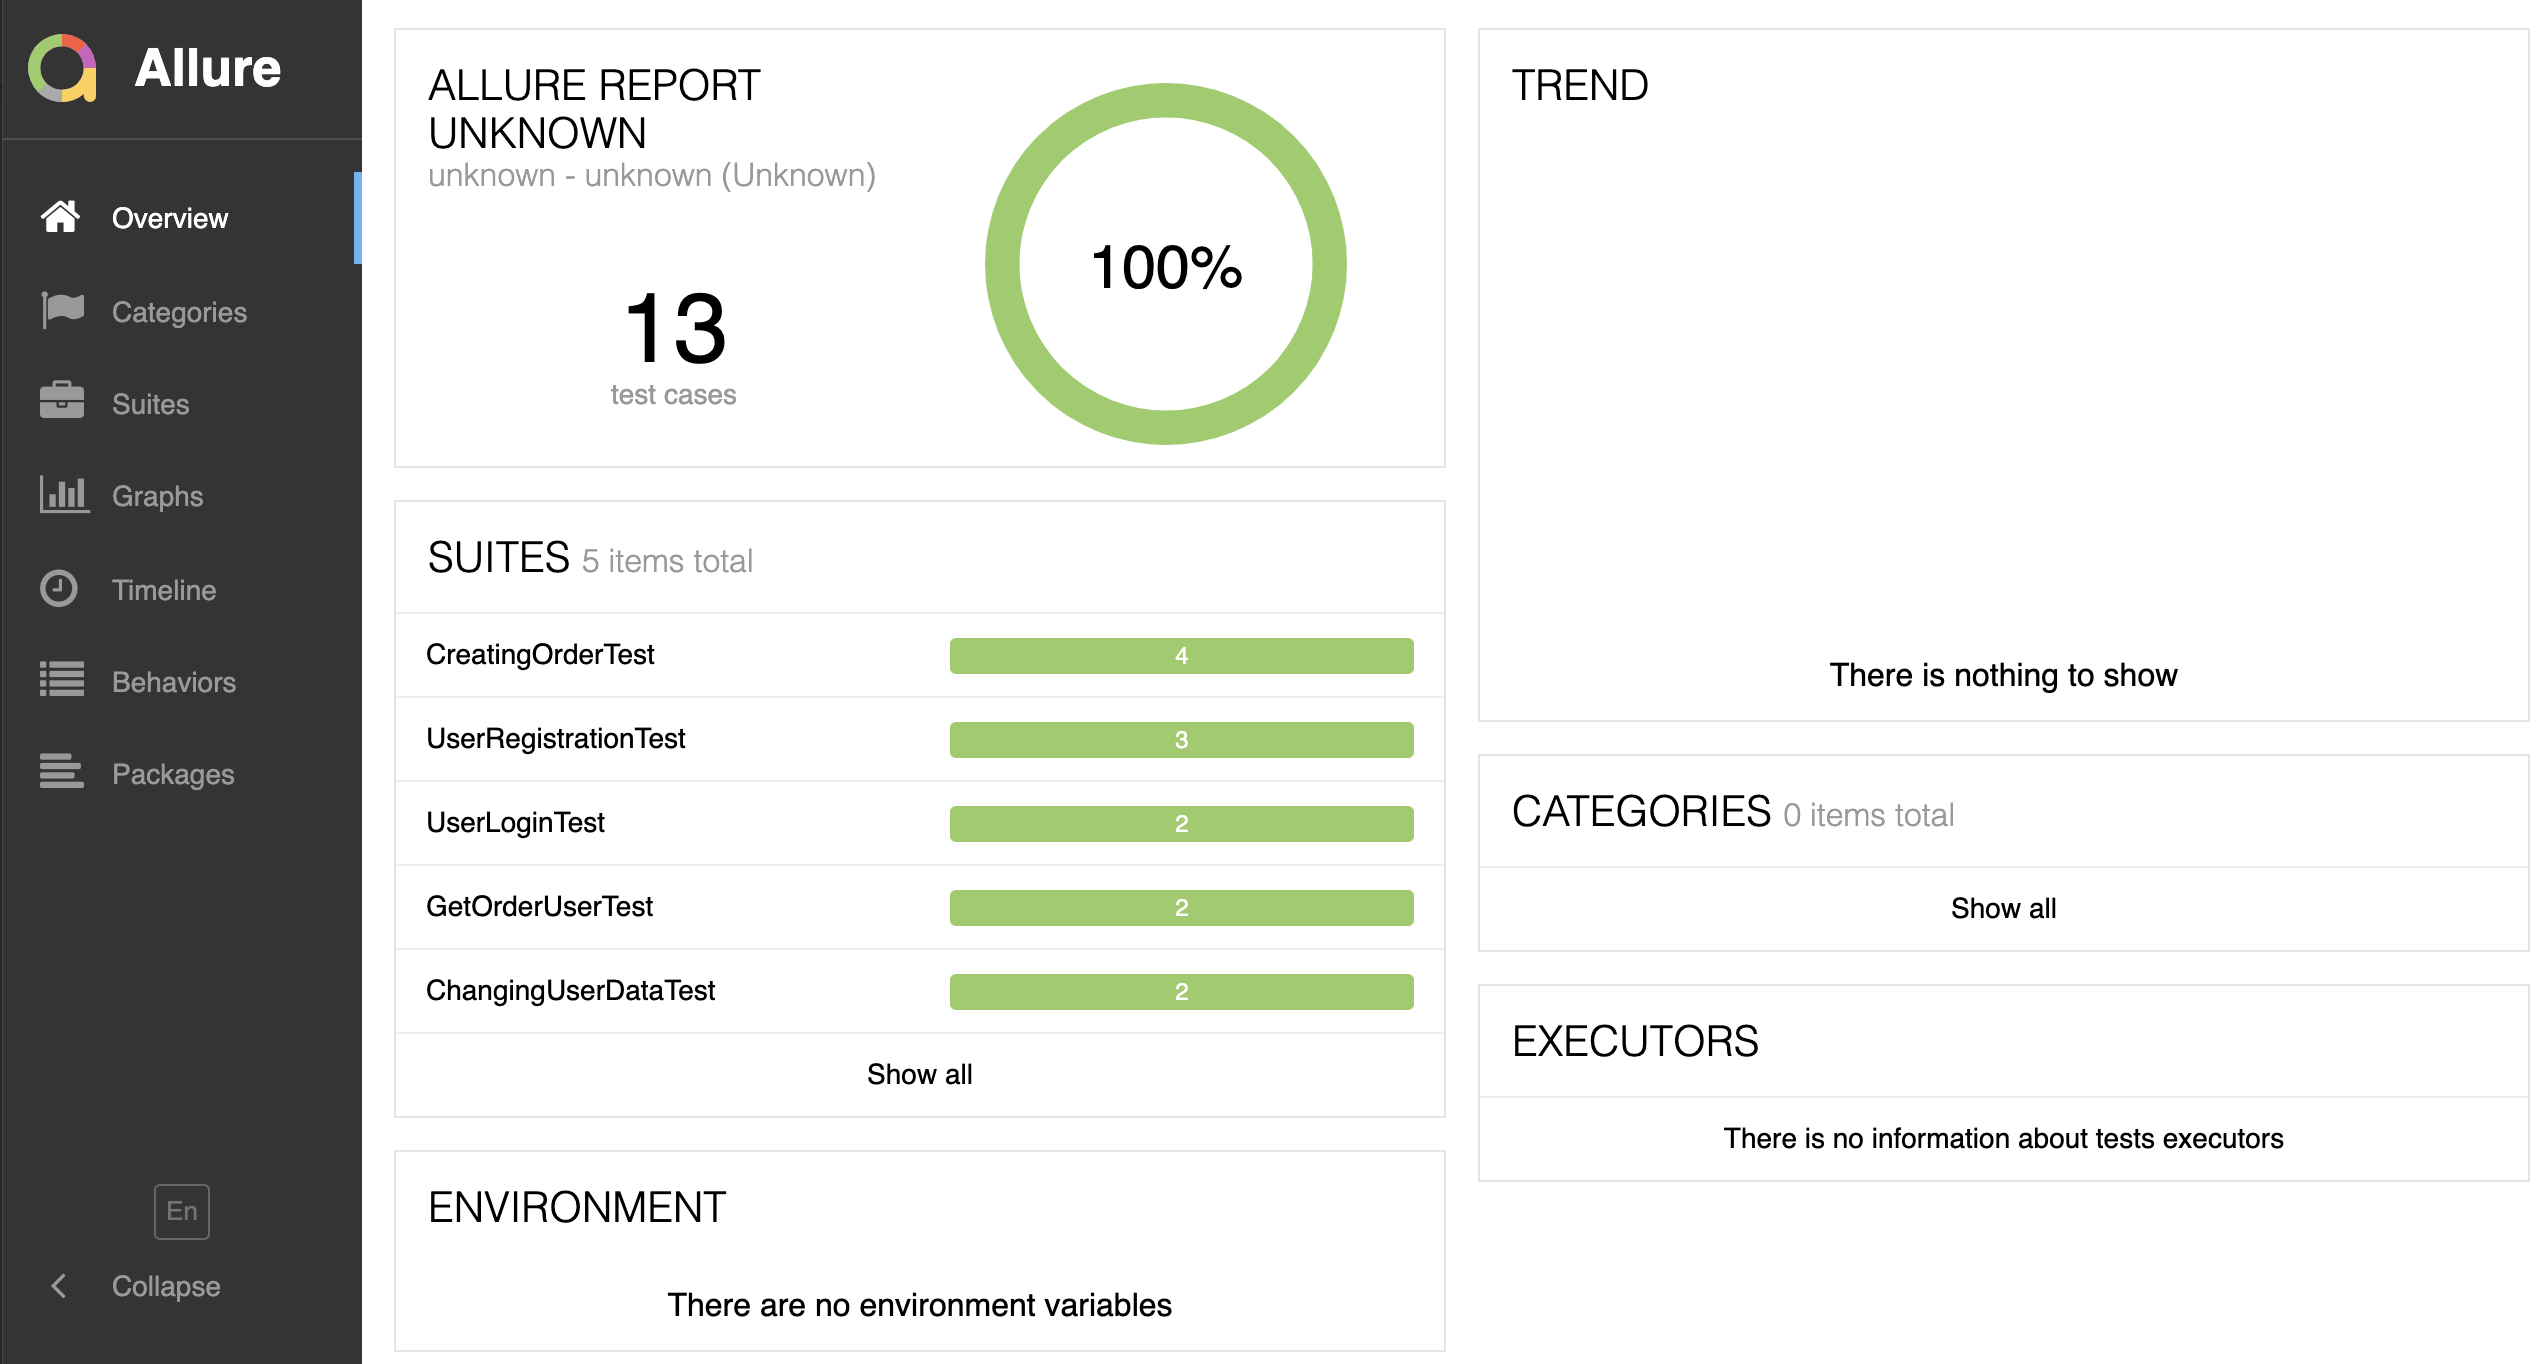 Allure
Overview
Categories
Suites
Graphs
Timeline
Behaviors
Packages
En
Collapse
ALLURE REPORT
UNKNOWN
unknown - unknown (Unknown)
13
test cases
100%
SUITES 5 items total
CreatingOrderTest 4
UserRegistrationTest 3
UserLoginTest 2
GetOrderUserTest 2
ChangingUserDataTest 2
Show all
ENVIRONMENT
There are no environment variables
TREND
There is nothing to show
CATEGORIES 0 items total
Show all
EXECUTORS
There is no information about tests executors